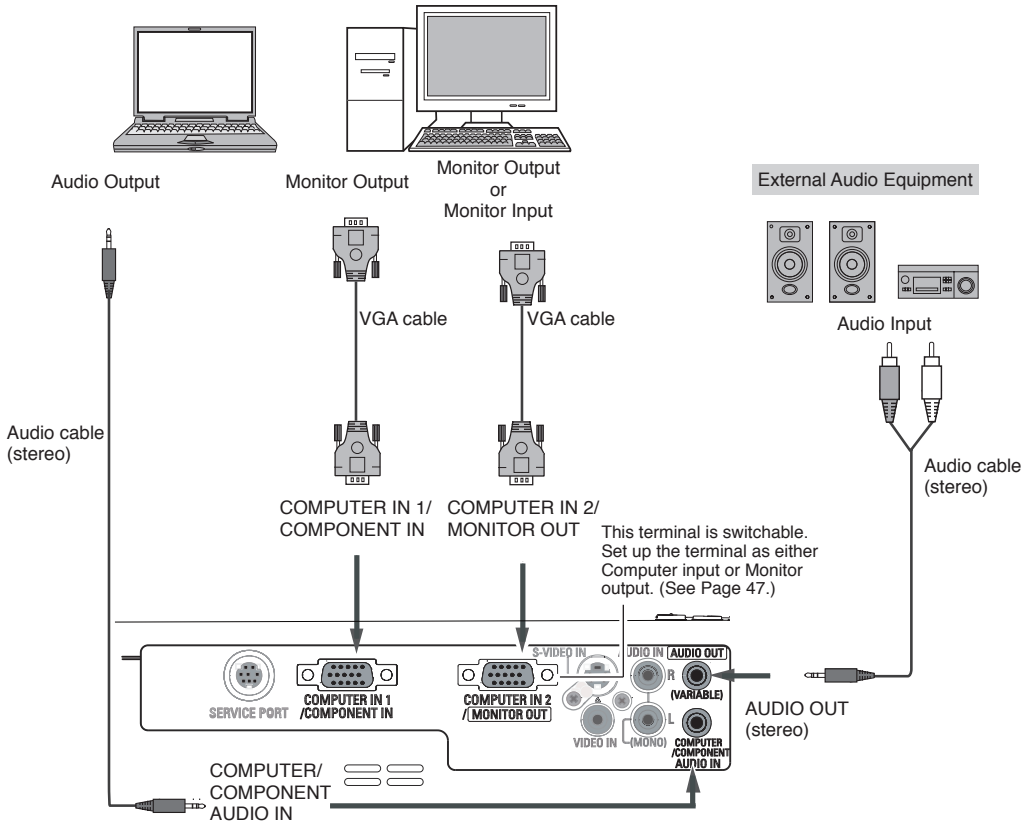 Audio Output
Monitor Output
Monitor Output
or
Monitor Input
External Audio Equipment
Audio Input
VGA cable
VGA cable
Audio cable
(stereo)
Audio cable
(stereo)
COMPUTER IN 1/
COMPONENT IN
COMPUTER IN 2/
MONITOR OUT
This terminal is switchable.
Set up the terminal as either
Computer input or Monitor
output. (See Page 47.)
S-VIDEO IN
AUDIO IN
AUDIO OUT
R
(VARIABLE)
SERVICE PORT
COMPUTER IN 1
/COMPONENT IN
COMPUTER IN 2
/MONITOR OUT
VIDEO IN
(MONO)
L
COMPUTER
/COMPONENT
AUDIO IN
AUDIO OUT
(stereo)
COMPUTER/
COMPONENT
AUDIO IN